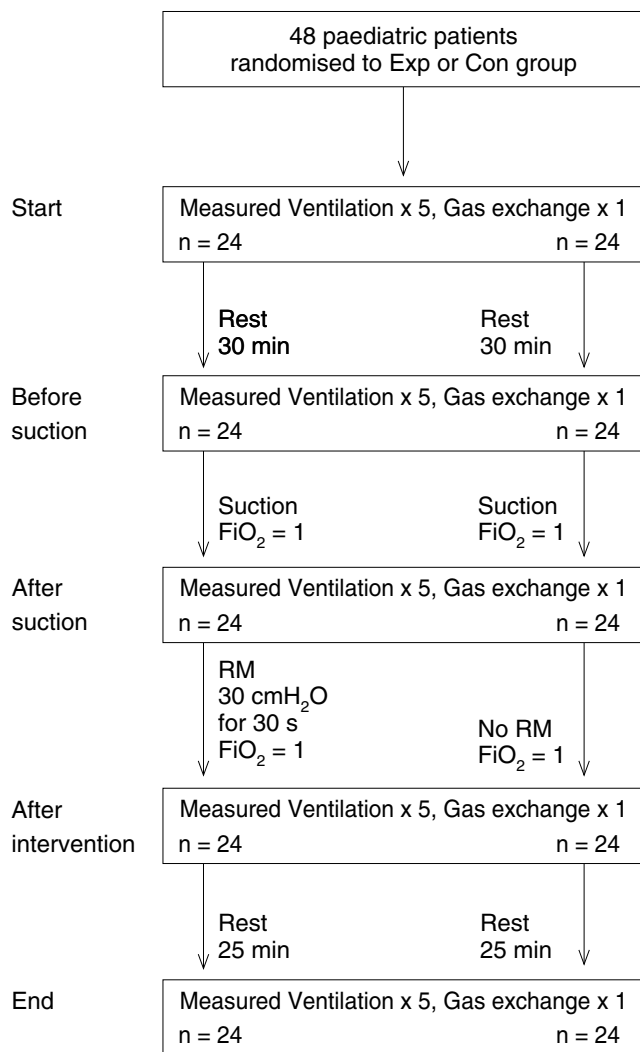 48 paediatric patients
randomised to Exp or Con group
Start
Measured Ventilation x 5, Gas exchange x 1
n = 24 n = 24
Rest Rest
30 min 30 min
Before
suction
Measured Ventilation x 5, Gas exchange x 1
n = 24 n = 24
Suction Suction
FiO₂ = 1 FiO₂ = 1
After
suction
Measured Ventilation x 5, Gas exchange x 1
n = 24 n = 24
RM
30 cmH₂O
for 30 s
FiO₂ = 1
No RM
FiO₂ = 1
After
intervention
Measured Ventilation x 5, Gas exchange x 1
n = 24 n = 24
Rest Rest
25 min 25 min
End
Measured Ventilation x 5, Gas exchange x 1
n = 24 n = 24